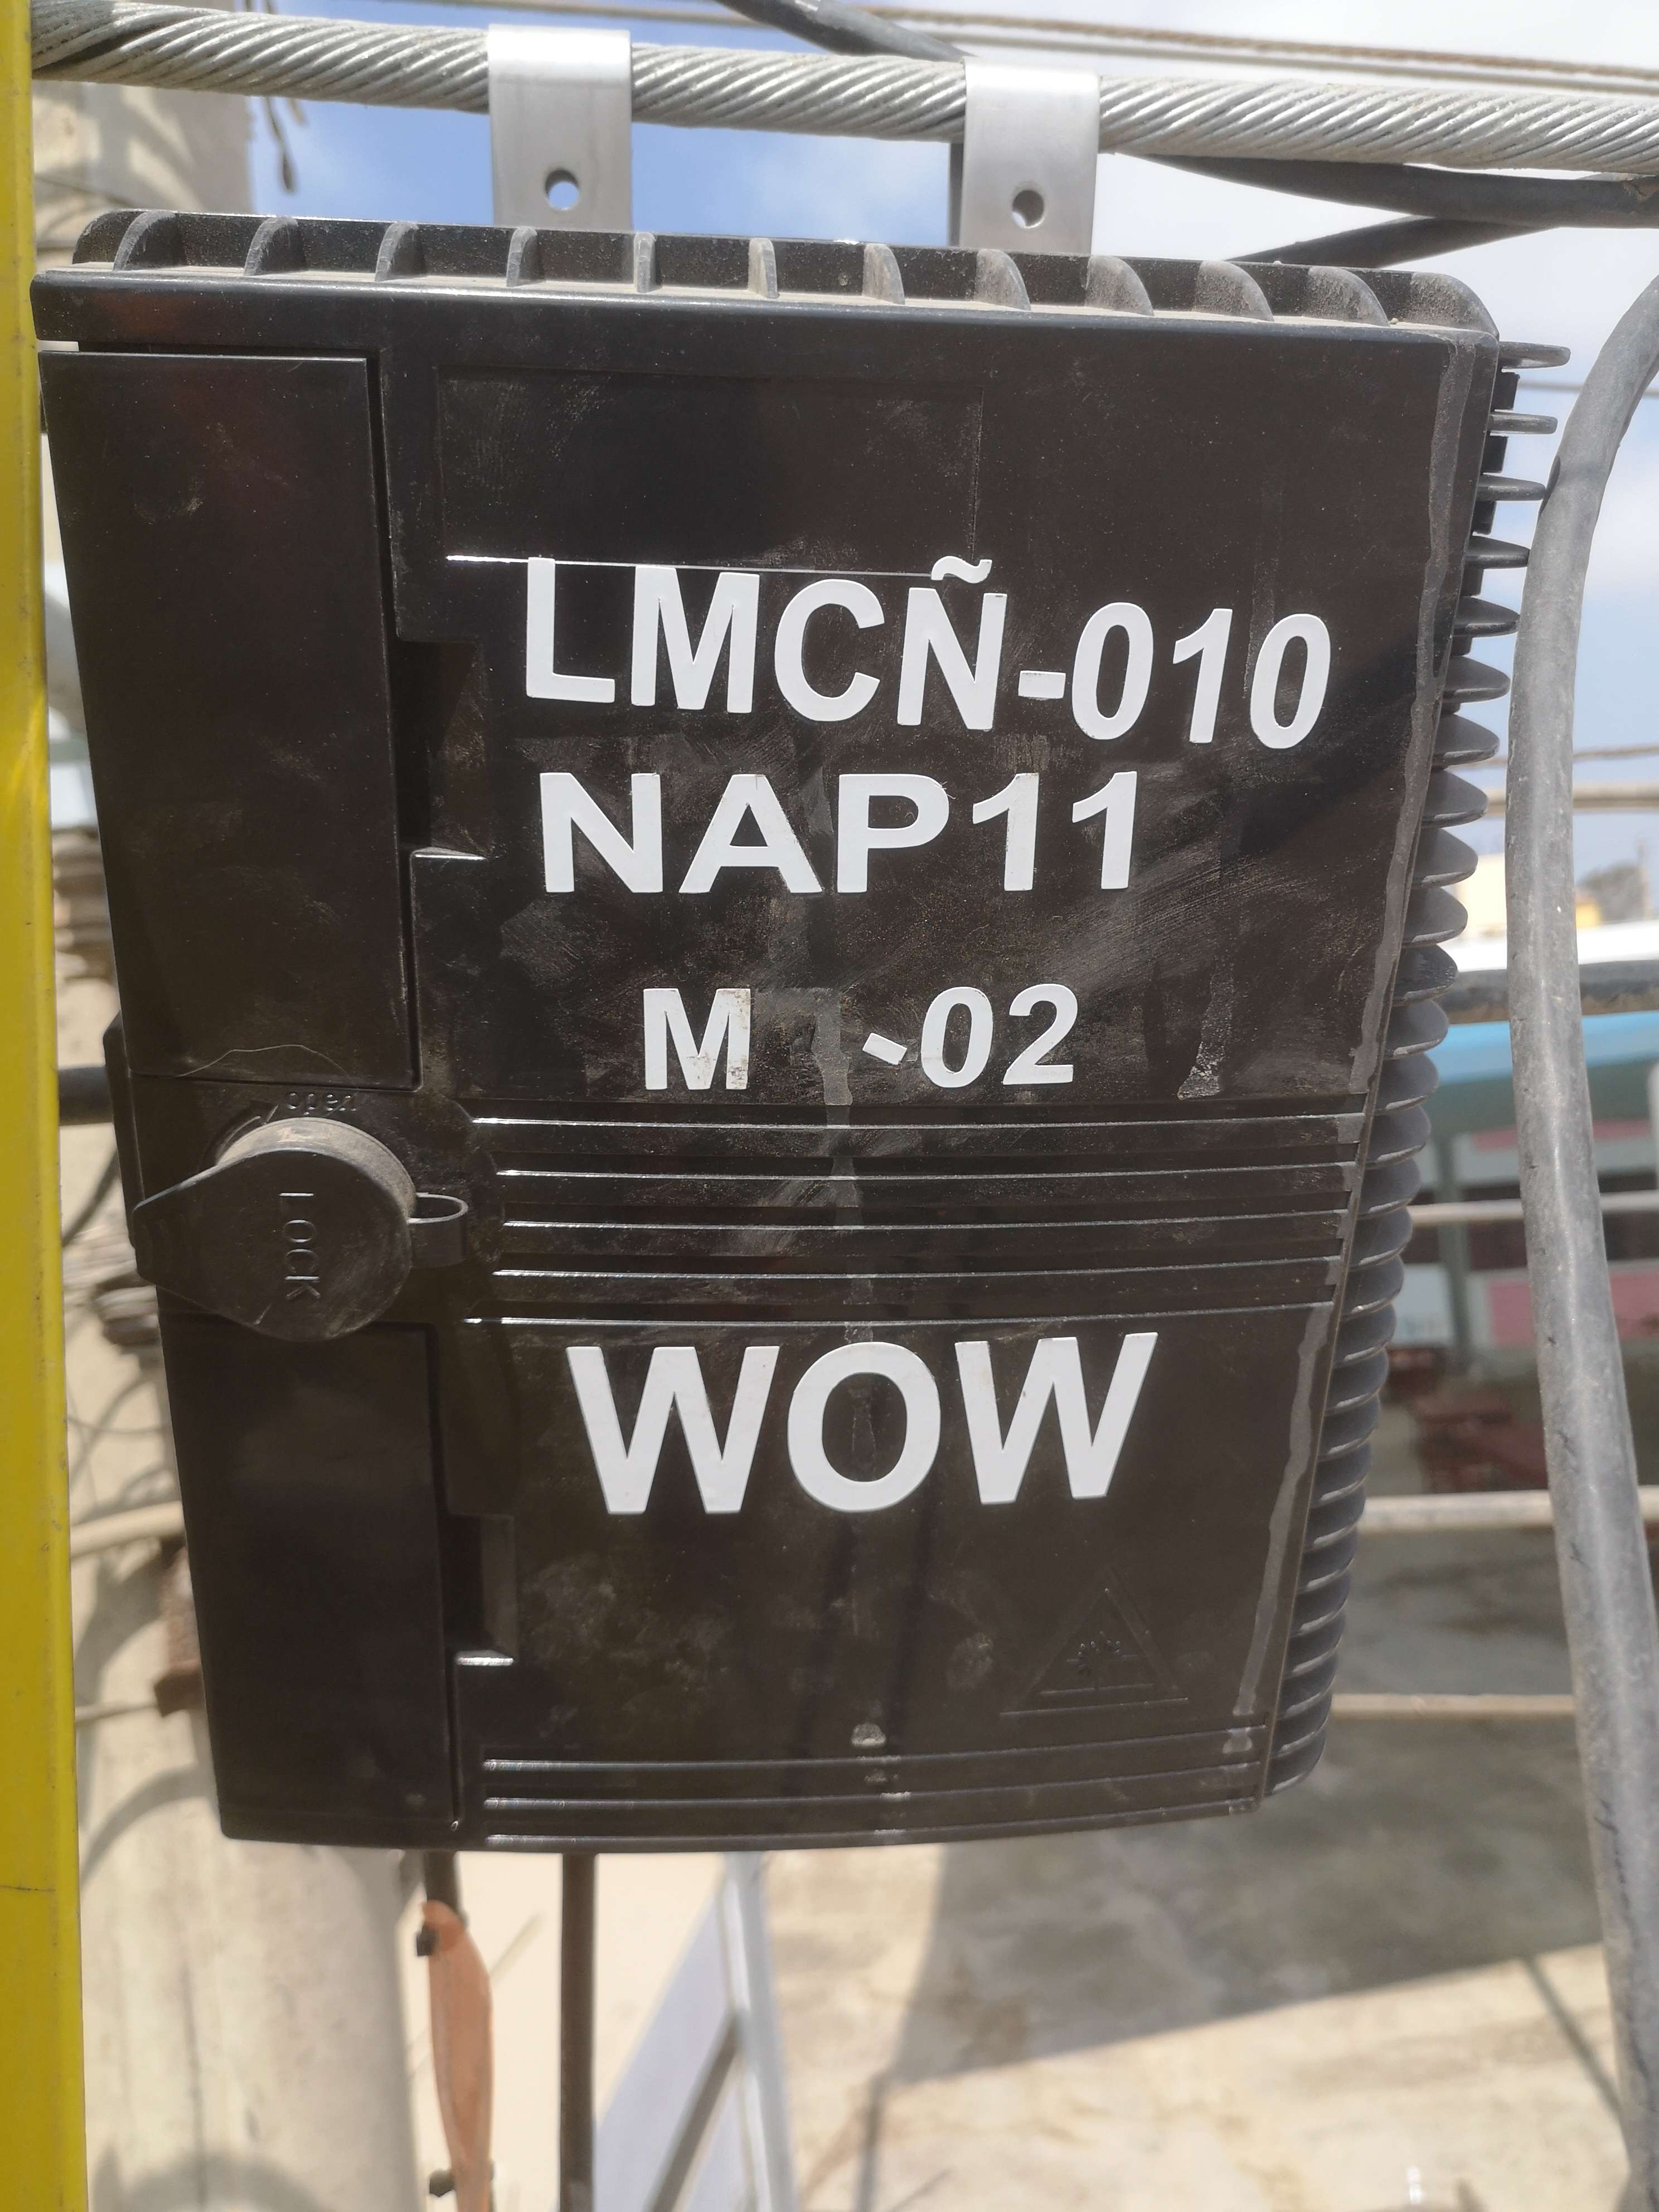 LMCÑ-010
NAP11
M -02
open
LOCK
WOW